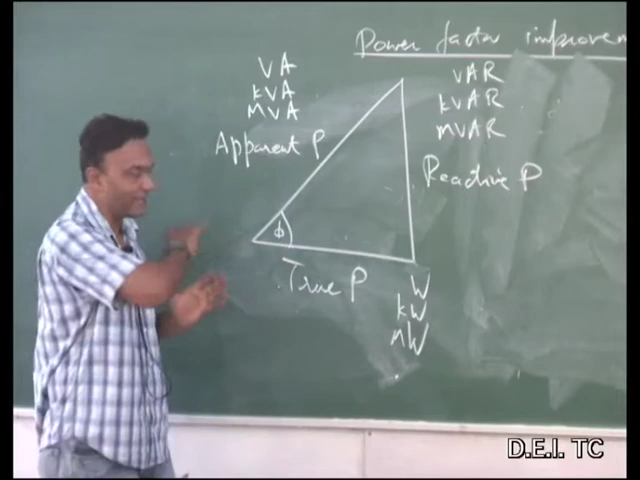 Power factor improvem
VA
kVA
MVA
Apparent P
VAR
kVAR
MVAR
Reactive P
ϕ
True P
W
kW
MW
D.E.I. TC